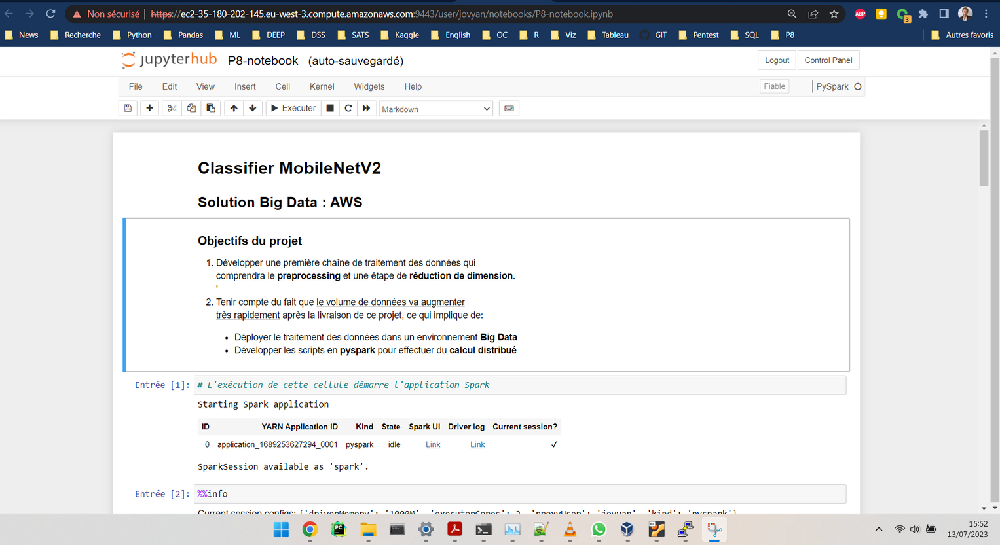 Non sécurisé | https://ec2-35-180-202-145.eu-west-3.compute.amazonaws.com:9443/user/jovyan/notebooks/P8-notebook.ipynb
ABP
3
News Recherche Python Pandas ML DEEP DSS SATS Kaggle English OC R Viz Tableau GIT Pentest SQL P8 Autres favoris
jupyterhub P8-notebook (auto-sauvegardé) Logout Control Panel
File Edit View Insert Cell Kernel Widgets Help Fiable PySpark
Exécuter Markdown
Classifier MobileNetV2
Solution Big Data : AWS
Objectifs du projet
1. Développer une première chaîne de traitement des données qui
comprendra le preprocessing et une étape de réduction de dimension.
'
2. Tenir compte du fait que le volume de données va augmenter
très rapidement après la livraison de ce projet, ce qui implique de:
• Déployer le traitement des données dans un environnement Big Data
• Développer les scripts en pyspark pour effectuer du calcul distribué
Entrée [1]: # L'exécution de cette cellule démarre l'application Spark
Starting Spark application
ID YARN Application ID Kind State Spark UI Driver log Current session?
0 application_1689253627294_0001 pyspark idle Link Link ✓
SparkSession available as 'spark'.
Entrée [2]: %%info
Current session configs: {'driverMemory': '1000M', 'executorCores': 2, 'proxyUser': 'jovyan', 'kind': 'pyspark'}
PC
15:52
13/07/2023